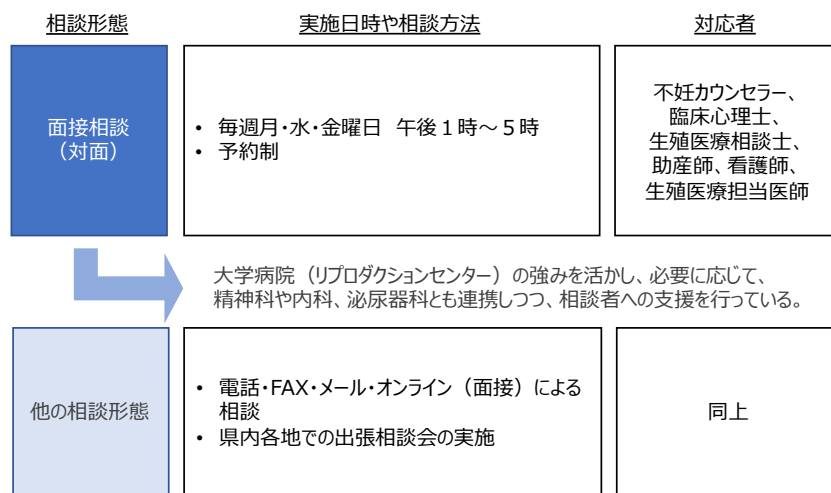 相談形態
実施日時や相談方法
対応者
面接相談
（対面）
• 毎週月・水・金曜日　午後１時～５時
• 予約制
不妊カウンセラー、
臨床心理士、
生殖医療相談士、
助産師、看護師、
生殖医療担当医師
大学病院（リプロダクションセンター）の強みを活かし、必要に応じて、
精神科や内科、泌尿器科とも連携しつつ、相談者への支援を行っている。
他の相談形態
• 電話・FAX・メール・オンライン（面接）による
相談
• 県内各地での出張相談会の実施
同上